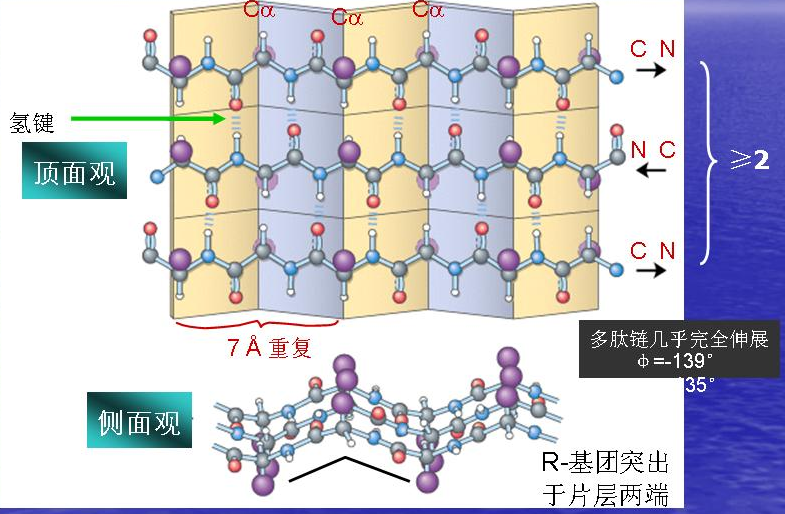 Cα
Cα
Cα
C N
氢键
顶面观
N C
≥2
C N
7 Å 重复
多肽链几乎完全伸展
φ=-139°
35°
侧面观
R-基团突出
于片层两端